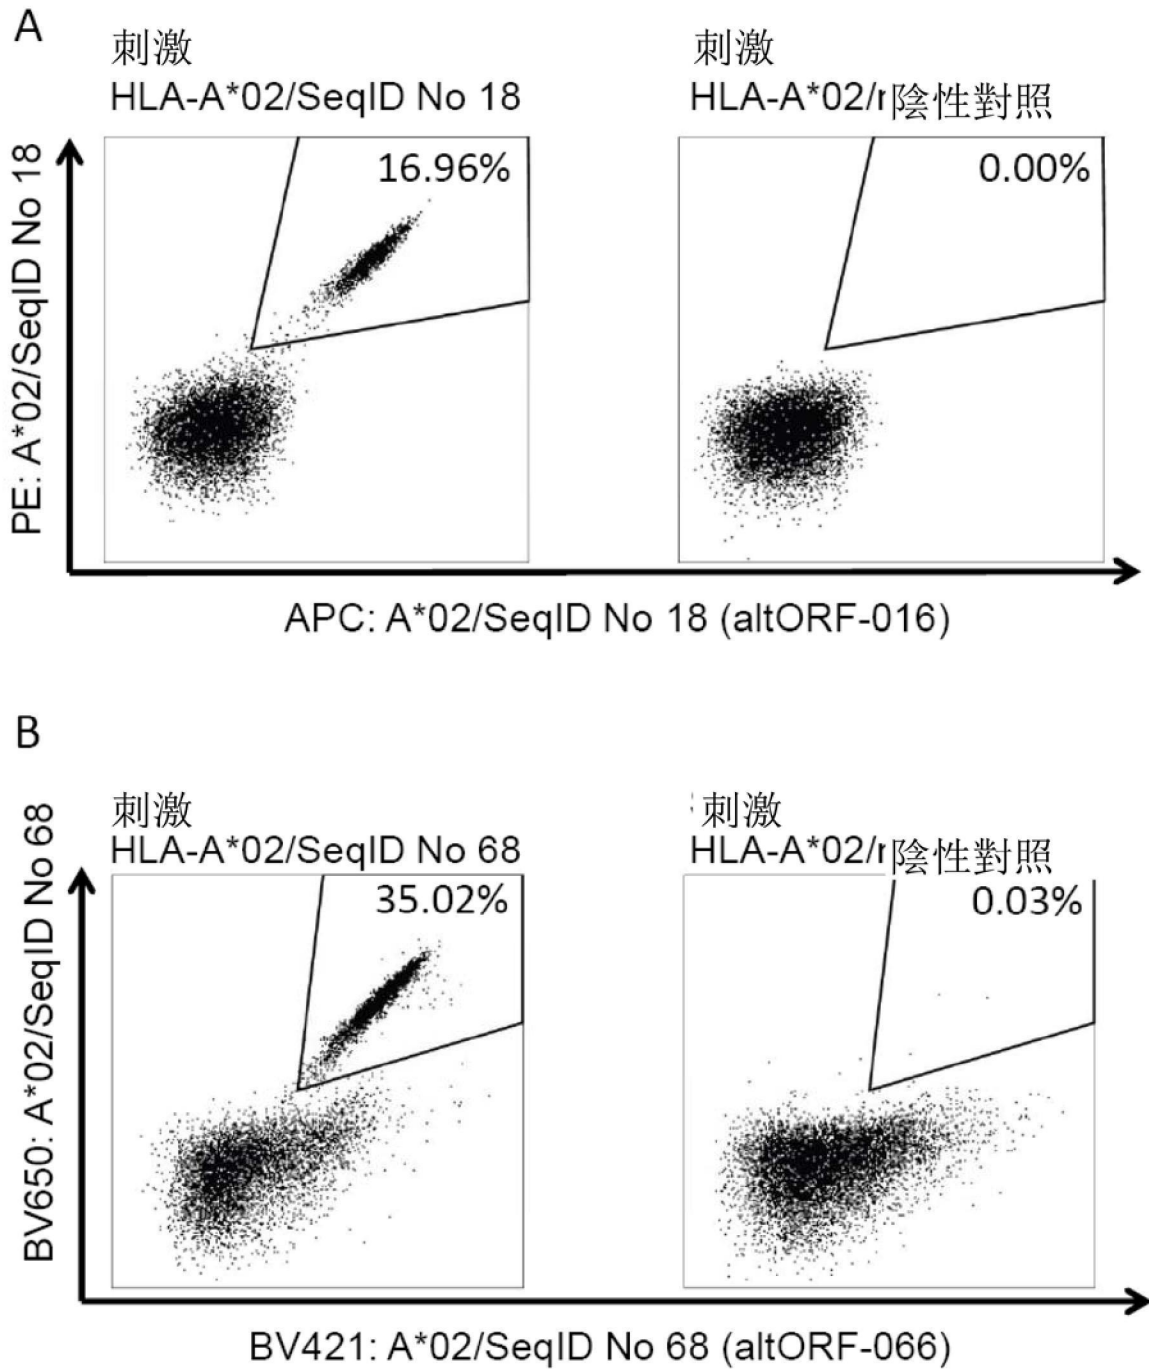 A
刺激
HLA-A*02/SeqID No 18
刺激
HLA-A*02/陰性對照
16.96%
0.00%
PE: A*02/SeqID No 18
APC: A*02/SeqID No 18 (altORF-016)
B
刺激
HLA-A*02/SeqID No 68
刺激
HLA-A*02/陰性對照
35.02%
0.03%
BV650: A*02/SeqID No 68
BV421: A*02/SeqID No 68 (altORF-066)